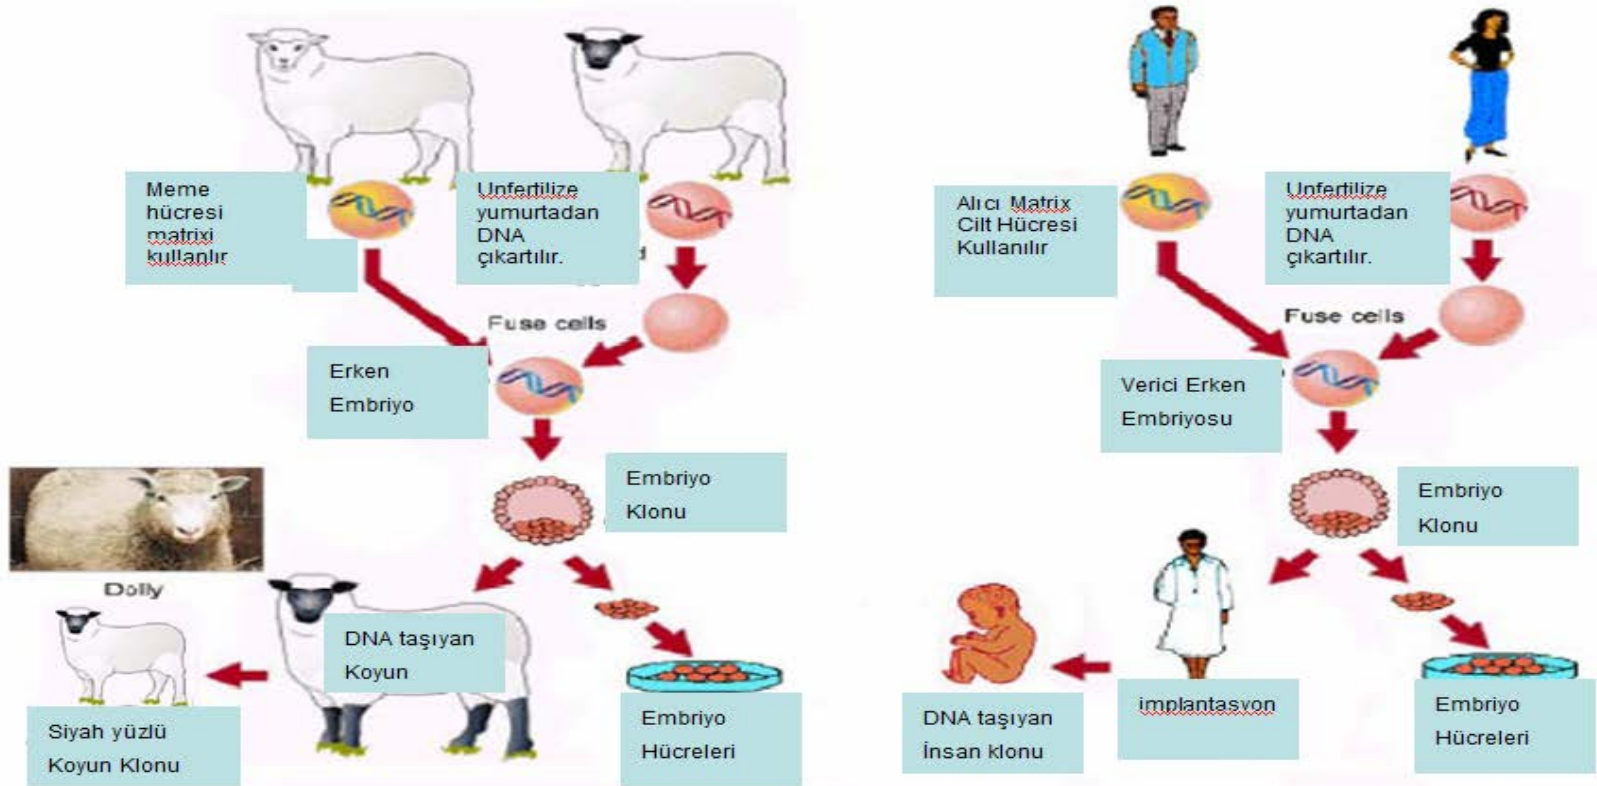 Meme
hücresi
matrixi
kullanlır
Unfertilize
yumurtadan
DNA
çıkartılır.
Fuse cells
Erken
Embriyo
Embriyo
Klonu
Dolly
DNA taşıyan
Koyun
Siyah yüzlü
Koyun Klonu
Embriyo
Hücreleri
Alıcı Matrix
Cilt Hücresi
Kullanılır
Unfertilize
yumurtadan
DNA
çıkartılır.
Fuse cells
Verici Erken
Embriyosu
Embriyo
Klonu
DNA taşıyan
İnsan klonu
implantasyon
Embriyo
Hücreleri